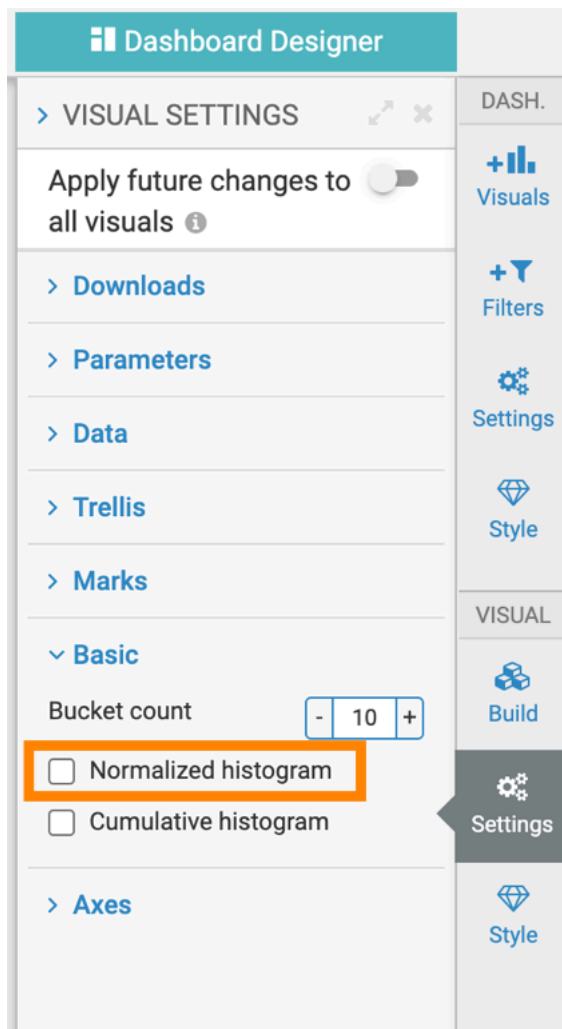 Dashboard Designer
VISUAL SETTINGS
Apply future changes to
all visuals
Downloads
Parameters
Data
Trellis
Marks
Basic
Bucket count
- 10 +
Normalized histogram
Cumulative histogram
Axes
DASH.
Visuals
Filters
Settings
Style
VISUAL
Build
Settings
Style